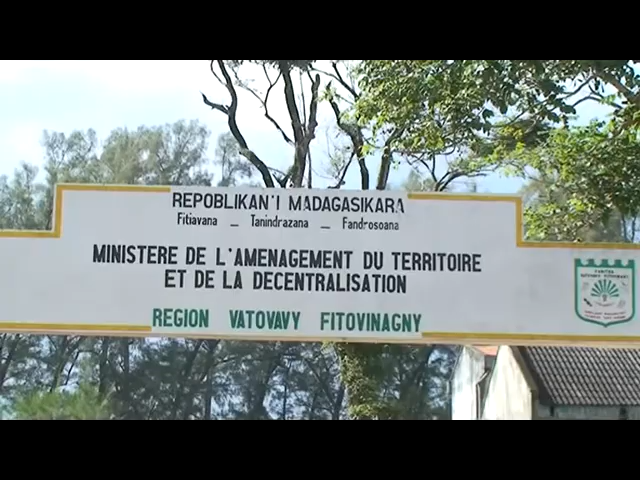 REPOBLIKAN'I MADAGASIKARA
Fitiavana _ Tanindrazana _ Fandrosoana
MINISTERE DE L'AMENAGEMENT DU TERRITOIRE
ET DE LA DECENTRALISATION
REGION VATOVAVY FITOVINAGNY